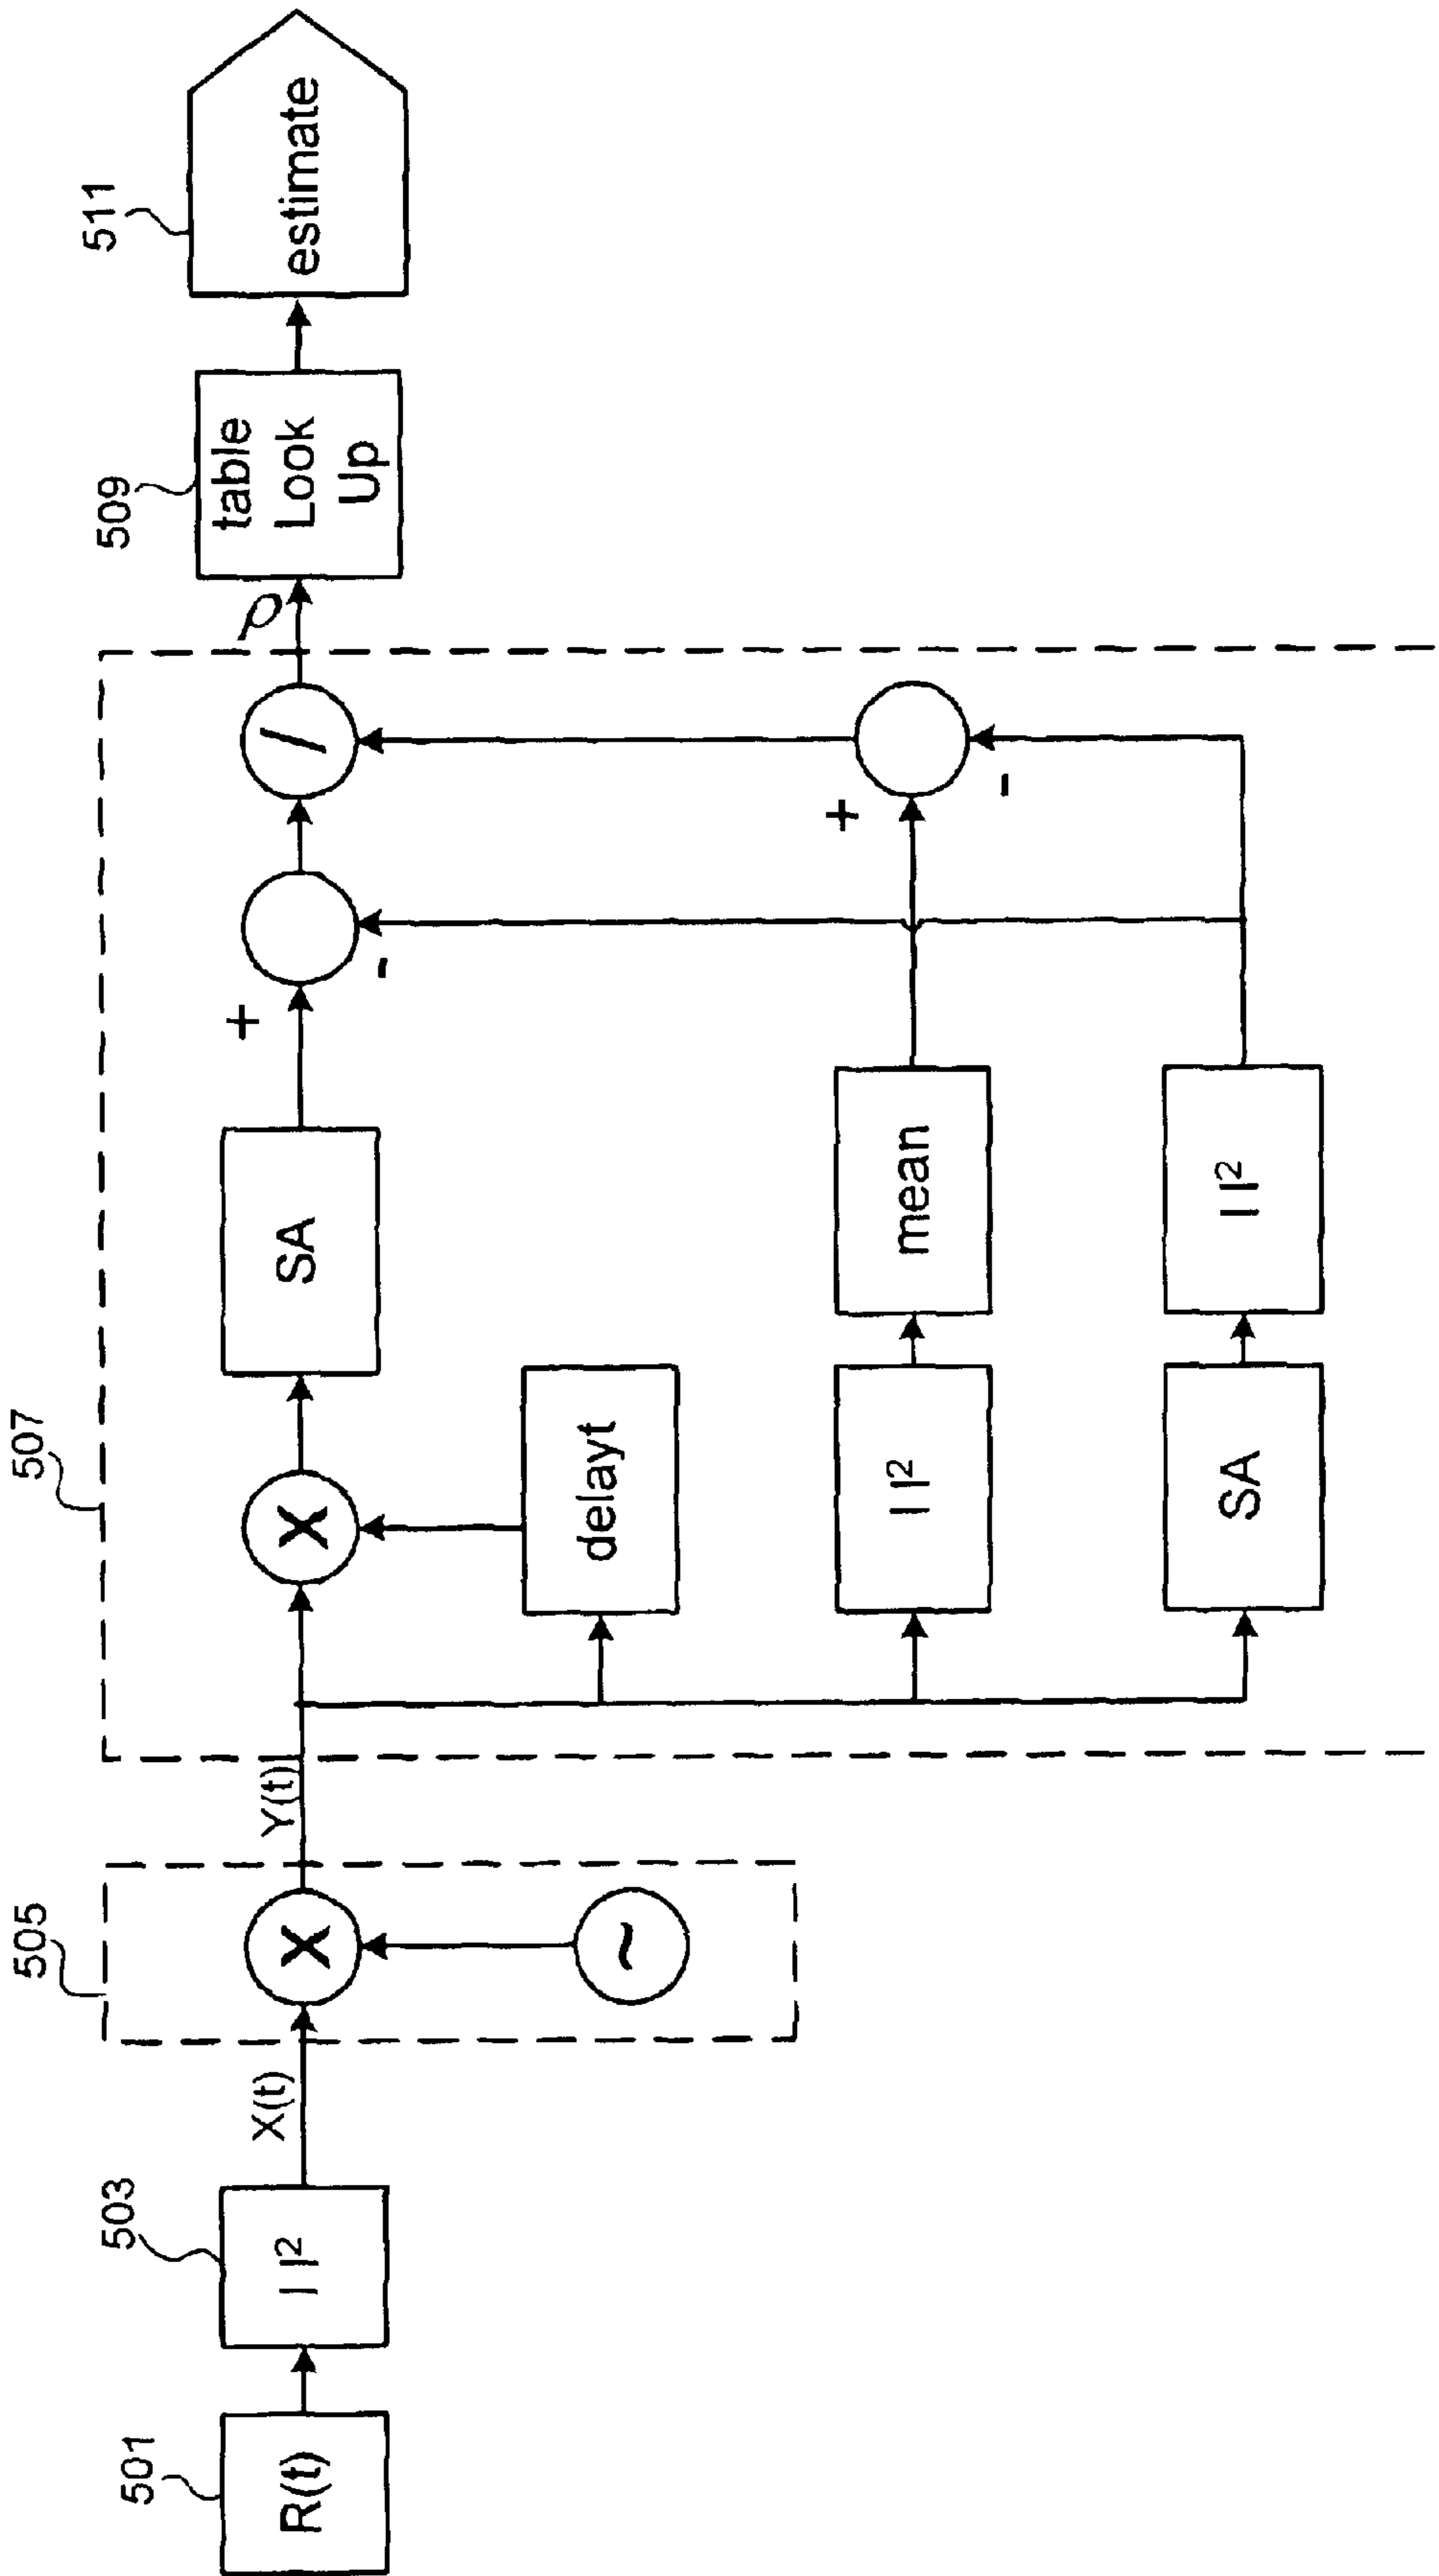 501
R(t)
503
| |²
X(t)
505
X
~
Y(t)
507
X
delayt
SA
| |²
mean
SA
| |²
+
-
+
-
/
ρ
509
table
Look
Up
511
estimate